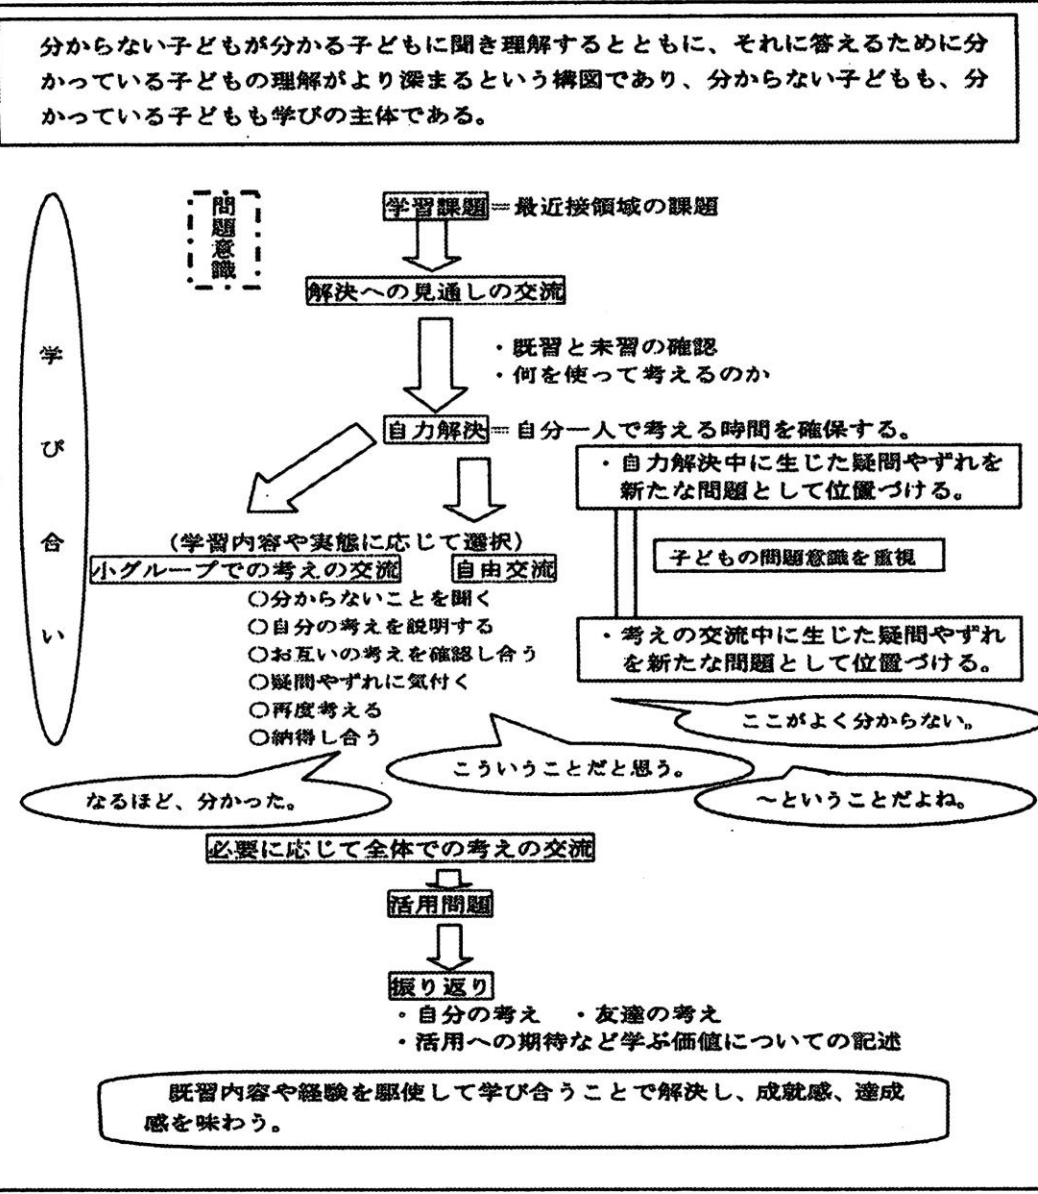 分からない子どもが分かる子どもに聞き理解するとともに、それに答えるために分
かっている子どもの理解がより深まるという構図であり、分からない子どもも、分
かっている子どもも学びの主体である。
学び合い
問題意識
学習課題=最近接領域の課題
解決への見通しの交流
・既習と未習の確認
・何を使って考えるのか
自力解決=自分一人で考える時間を確保する。
・自力解決中に生じた疑問やずれを
新たな問題として位置づける。
(学習内容や実態に応じて選択)
小グループでの考えの交流
自由交流
子どもの問題意識を重視
〇分からないことを聞く
〇自分の考えを説明する
〇お互いの考えを確認し合う
〇疑問やずれに気付く
〇再度考える
〇納得し合う
・考えの交流中に生じた疑問やずれ
を新たな問題として位置づける。
ここがよく分からない。
こういうことだと思う。
なるほど、分かった。
～ということだよね。
必要に応じて全体での考えの交流
活用問題
振り返り
・自分の考え ・友達の考え
・活用への期待など学ぶ価値についての記述
既習内容や経験を駆使して学び合うことで解決し、成就感、達成
感を味わう。